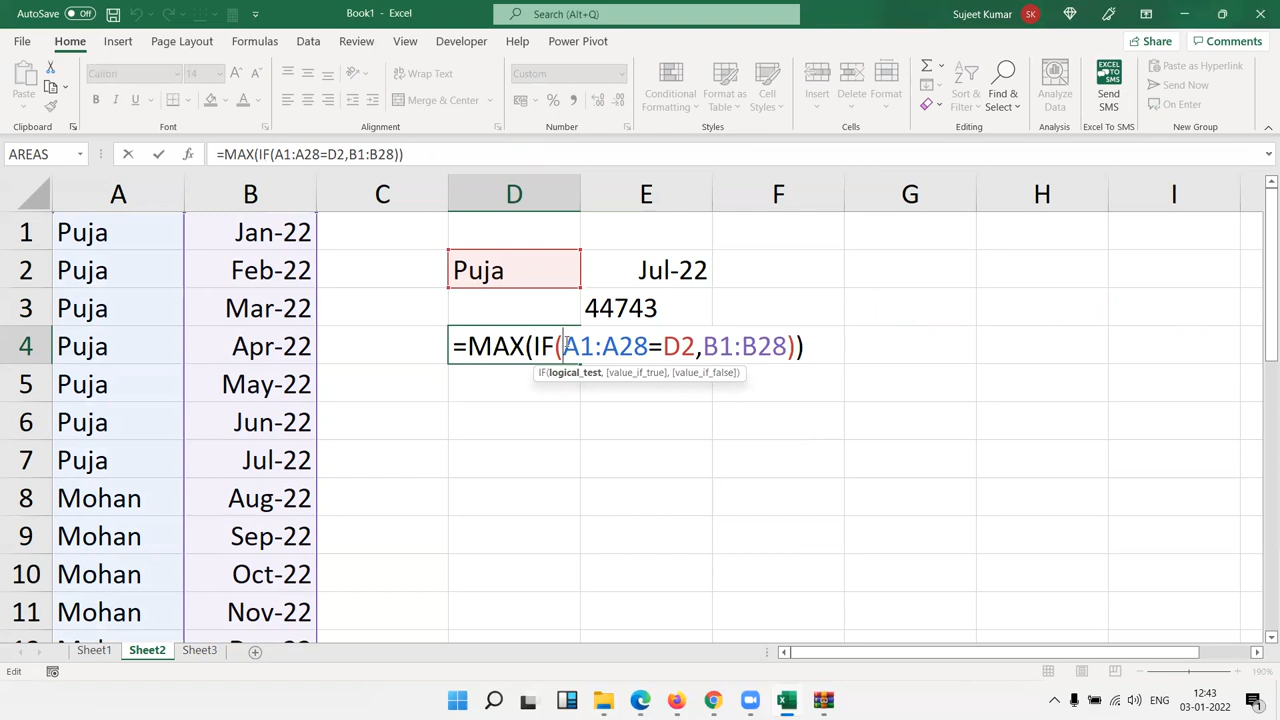 AutoSave Off Book1 - Excel Search (Alt+Q) Sujeet Kumar SK
File Home Insert Page Layout Formulas Data Review View Developer Help Power Pivot Share Comments
Paste Calibri 14 Wrap Text Custom Conditional Formatting Format as Table Cell Styles Insert Delete Format Sort & Filter Find & Select Analyze Data Send SMS Paste as Hyperlink
B I U Merge & Center Send Now
On Enter
Clipboard Font Alignment Number Styles Cells Editing Analysis Excel To SMS New Group
AREAS fx =MAX(IF(A1:A28=D2,B1:B28))
A B C D E F G H I
1 Puja Jan-22
2 Puja Feb-22 Puja Jul-22
3 Puja Mar-22 44743
4 Puja Apr-22 =MAX(IF(A1:A28=D2,B1:B28))
IF(logical_test, [value_if_true], [value_if_false])
5 Puja May-22
6 Puja Jun-22
7 Puja Jul-22
8 Mohan Aug-22
9 Mohan Sep-22
10 Mohan Oct-22
11 Mohan Nov-22
Sheet1 Sheet2 Sheet3
Edit 190%
ENG 12:43
03-01-2022